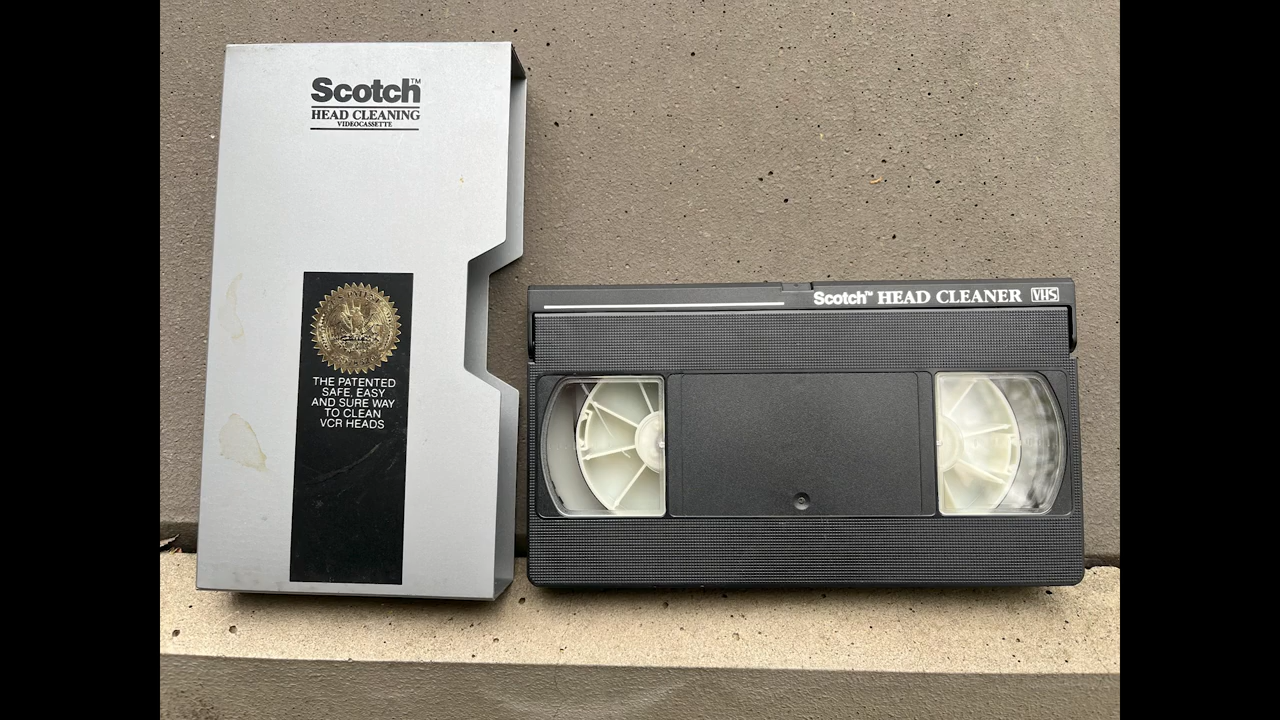 Scotch™
HEAD CLEANING
VIDEOCASSETTE
THE PATENTED
SAFE, EASY
AND SURE WAY
TO CLEAN
VCR HEADS
Scotch™ HEAD CLEANER VHS